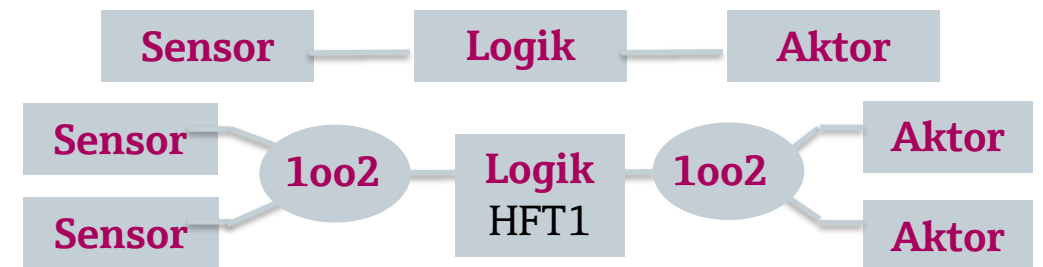 Sensor Logik Aktor
Sensor
1oo2
Logik
HFT1
1oo2
Aktor
Sensor
Aktor